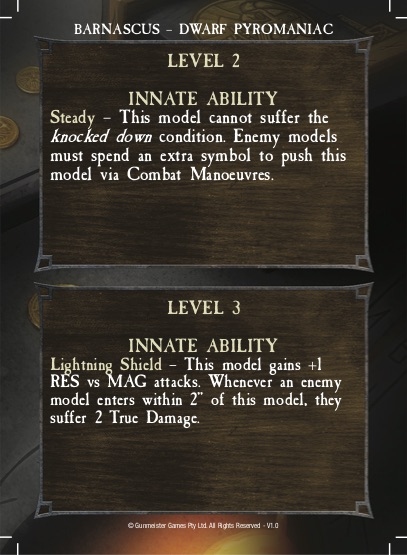 BARNASCUS – DWARF PYROMANIAC
LEVEL 2
INNATE ABILITY
Steady – This model cannot suffer the
knocked down condition. Enemy models
must spend an extra symbol to push this
model via Combat Manoeuvres.
LEVEL 3
INNATE ABILITY
Lightning Shield – This model gains +1
RES vs MAG attacks. Whenever an enemy
model enters within 2” of this model, they
suffer 2 True Damage.
© Gunmeister Games Pty Ltd. All Rights Reserved - V1.0